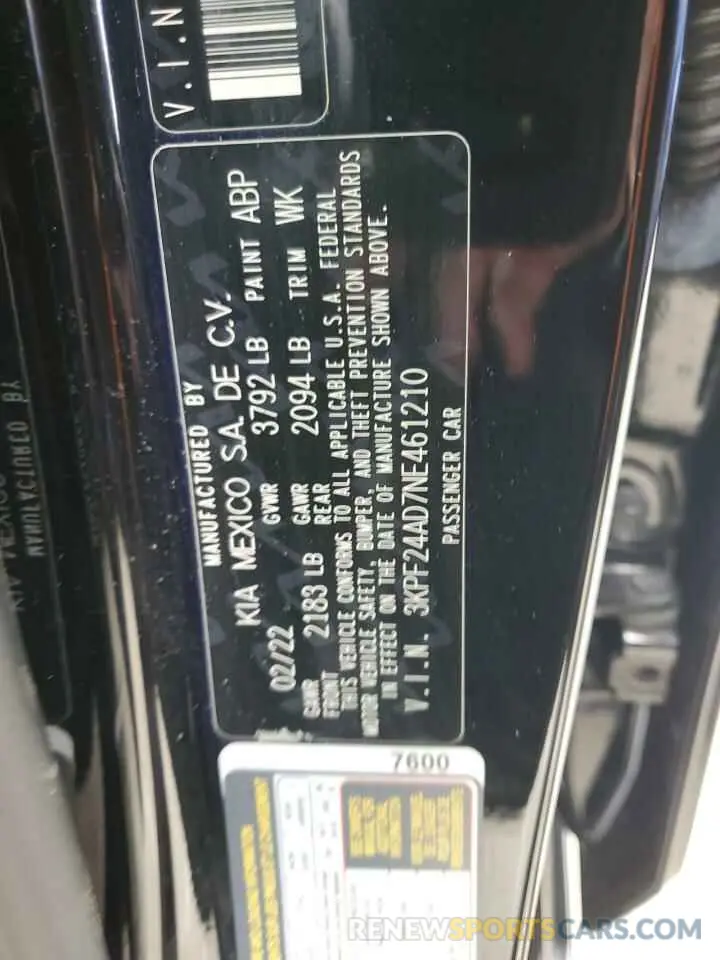 V.I.N
MANUFACTURED BY
KIA MEXICO S.A. DE C.V.
02/22 GVWR 3792 LB PAINT ABP
GAWR FRONT 2183 LB GAWR REAR 2094 LB TRIM WK
THIS VEHICLE CONFORMS TO ALL APPLICABLE U.S.A. FEDERAL
MOTOR VEHICLE SAFETY, BUMPER, AND THEFT PREVENTION STANDARDS
IN EFFECT ON THE DATE OF MANUFACTURE SHOWN ABOVE.
V.I.N. 3KPF24AD7NE461210
PASSENGER CAR
7600
MANUFACTURED BY
RENEWSPORTSCARS.COM